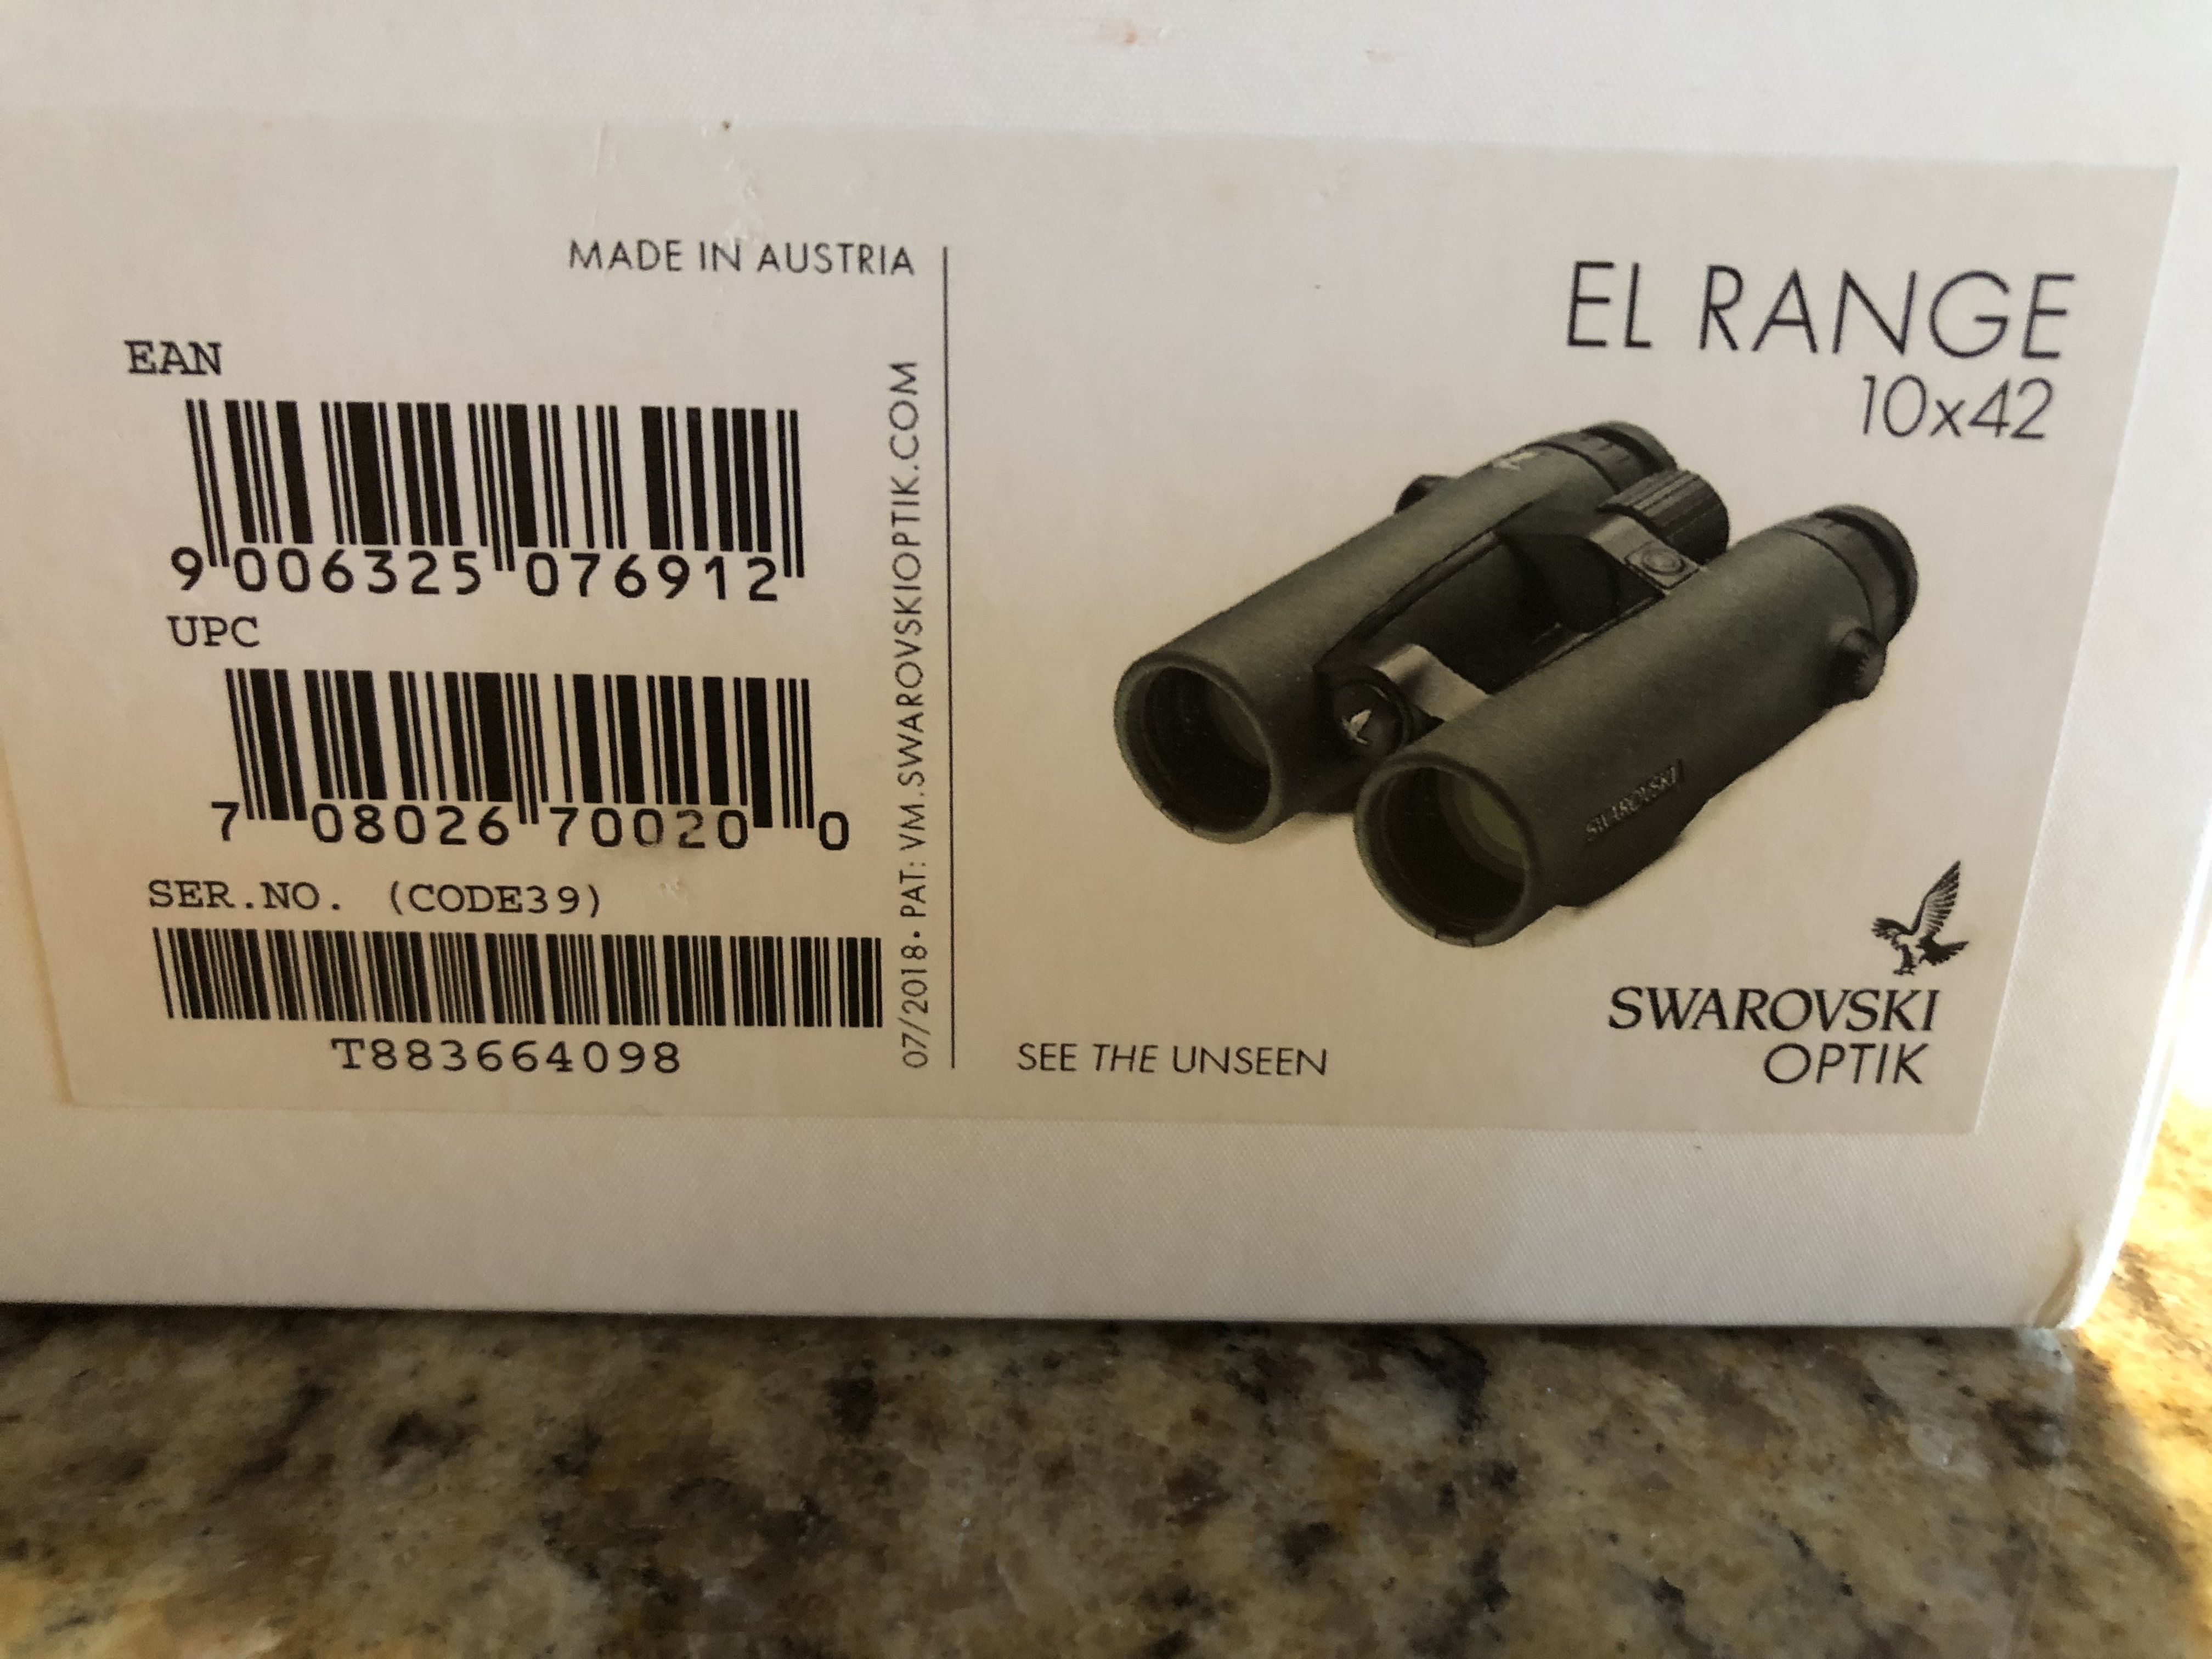 MADE IN AUSTRIA
EAN
9 006325 076912
UPC
7 08026 70020 0
SER.NO. (CODE39)
T883664098
07/2018 • PAT: VM.SWAROVSKIOPTIK.COM
EL RANGE
10x42
SWAROVSKI
SEE THE UNSEEN
SWAROVSKI
OPTIK